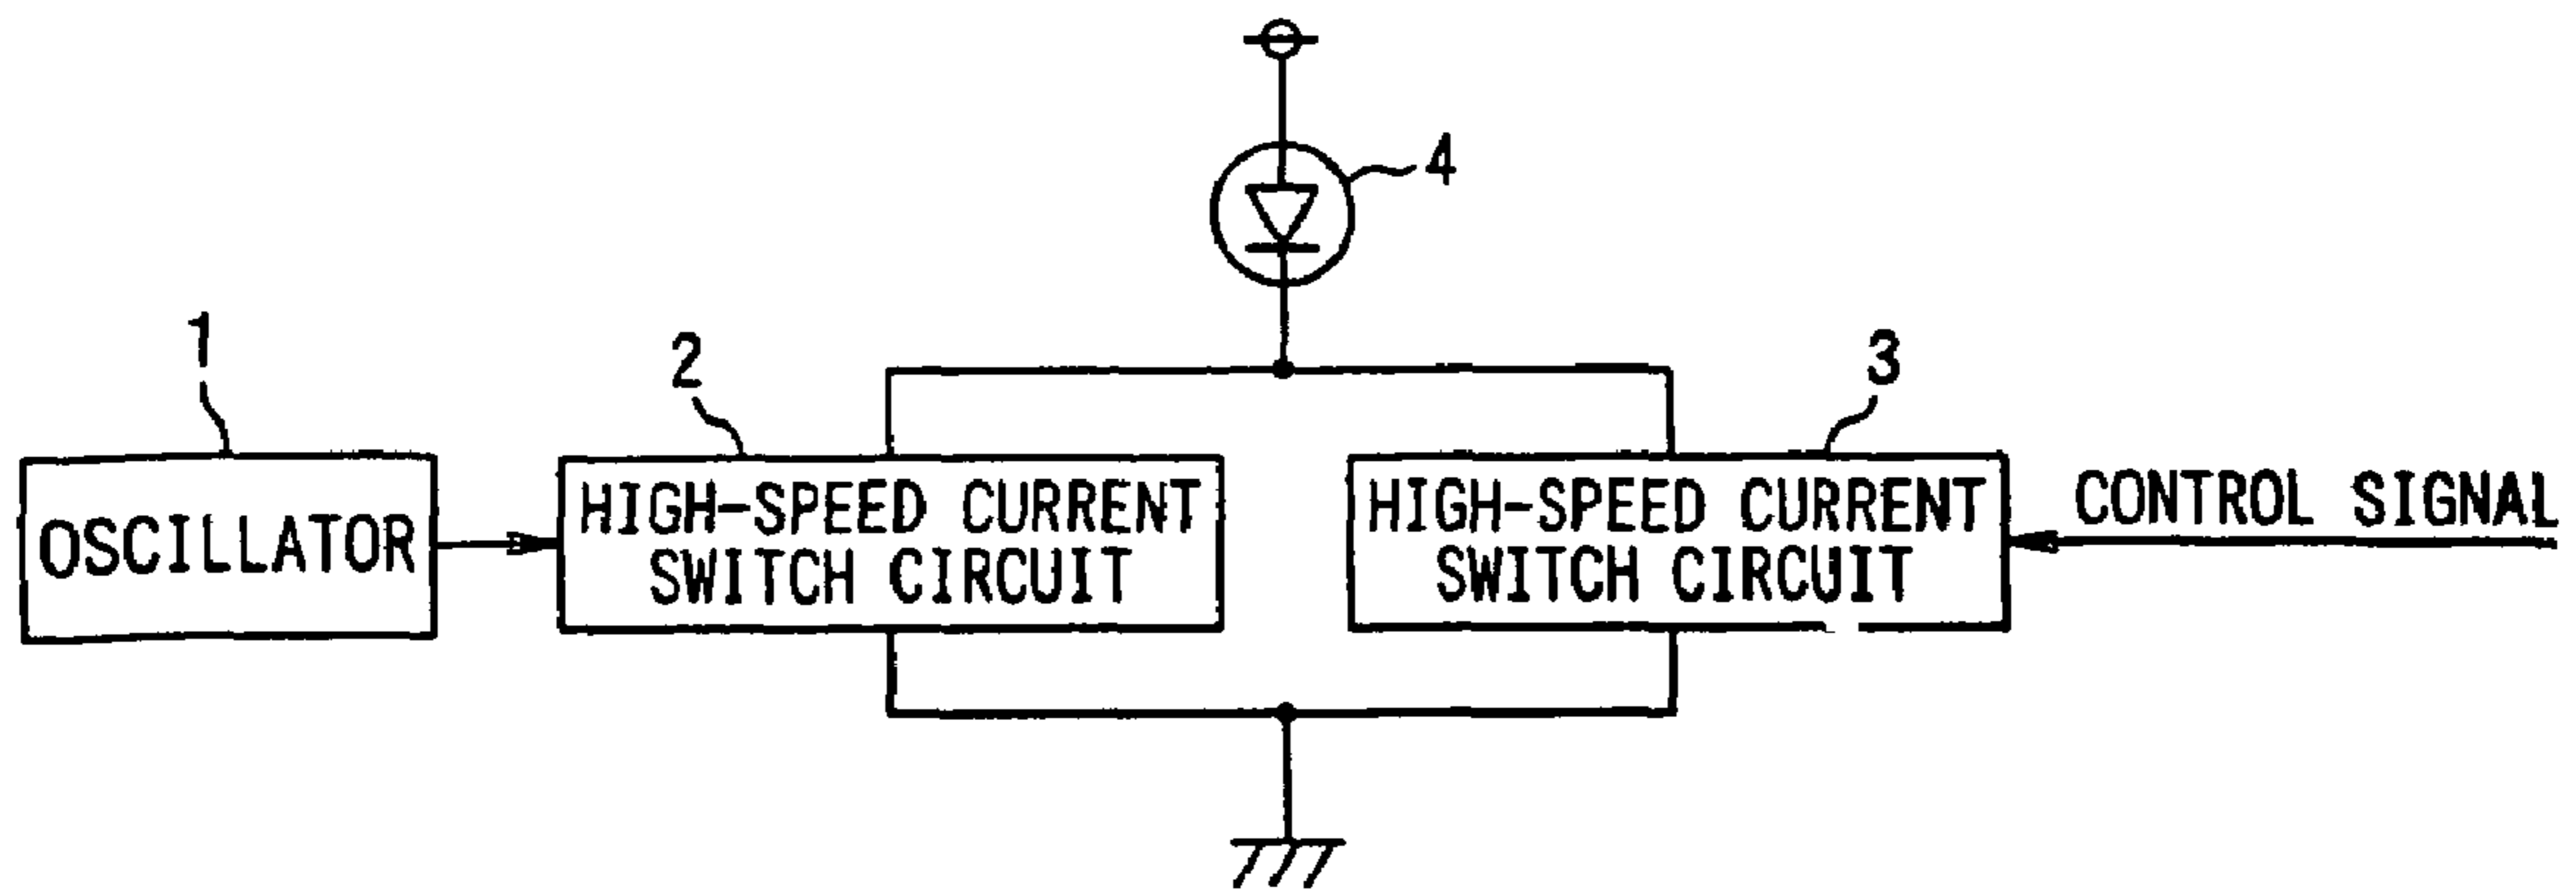 4
1
2
3
OSCILLATOR
HIGH-SPEED CURRENT
SWITCH CIRCUIT
HIGH-SPEED CURRENT
SWITCH CIRCUIT
CONTROL SIGNAL